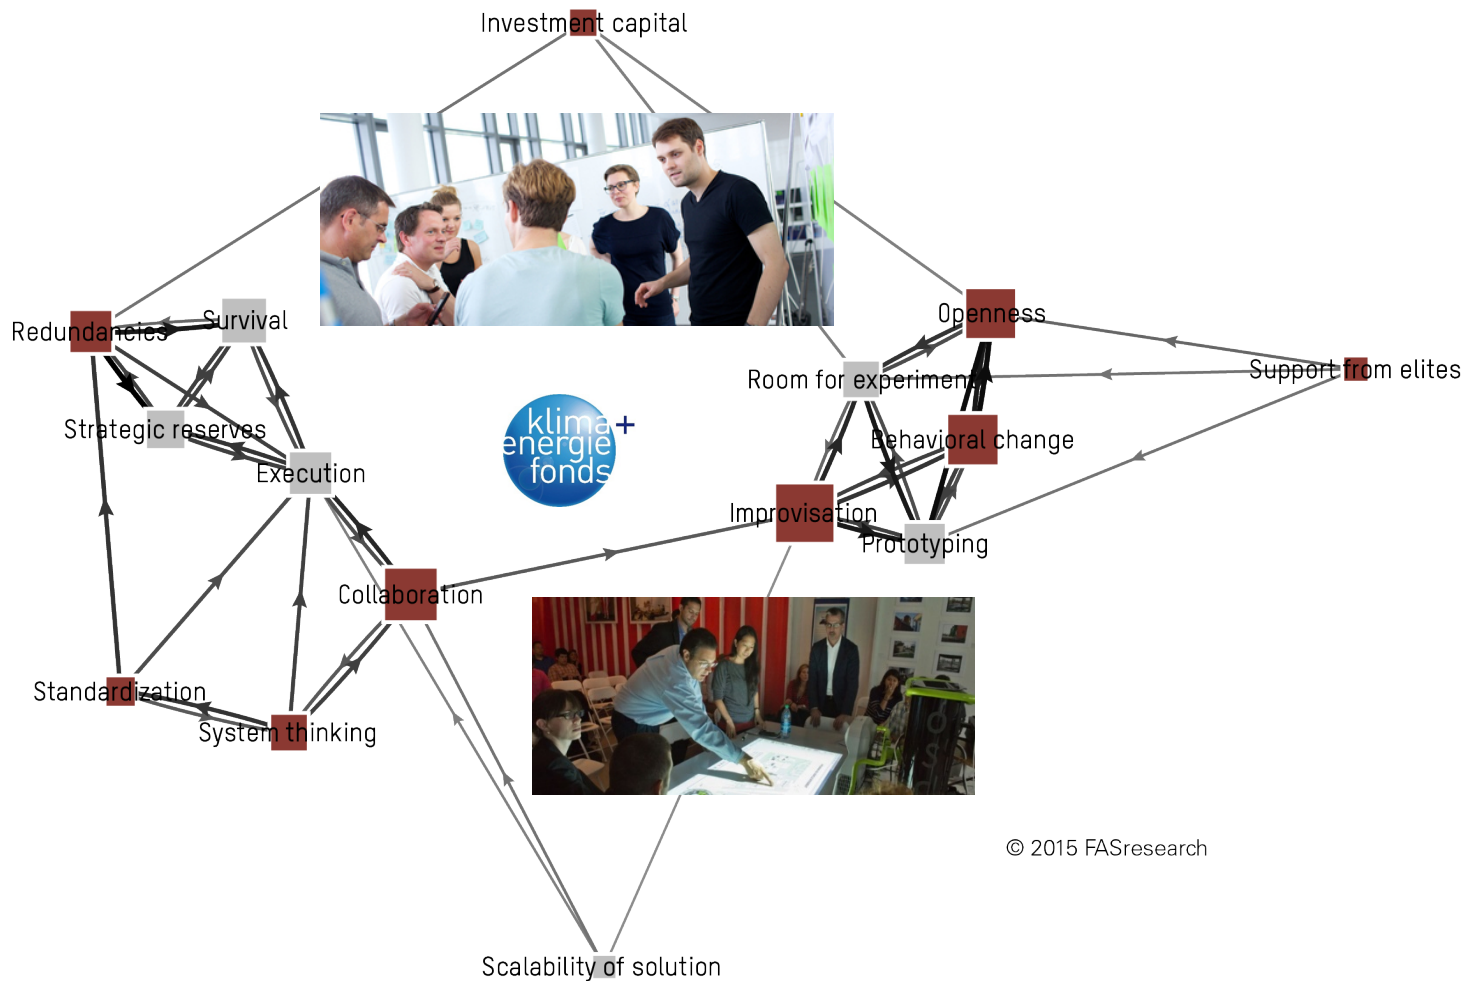 Investment capital
Redundancies
Survival
Openness
Support from elites
Room for experiment
Strategic reserves
Behavioral change
klima+
energie
fonds
Execution
Improvisation
Prototyping
Collaboration
Standardization
System thinking
© 2015 FASresearch
Scalability of solution